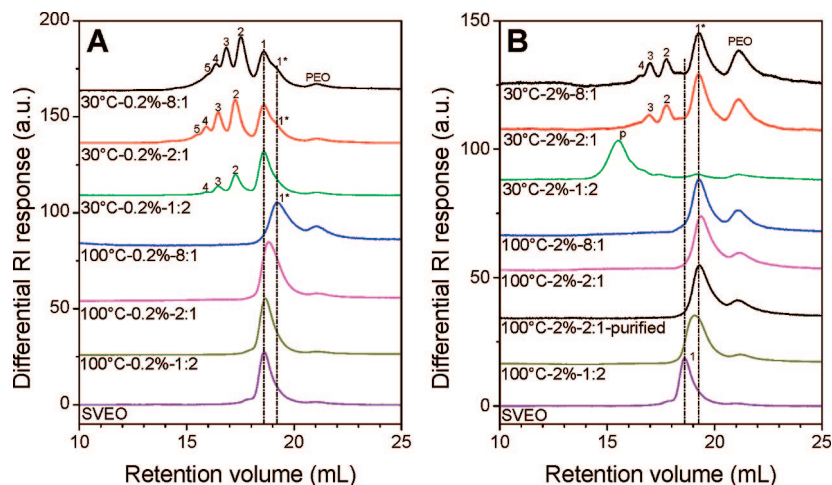 A
200
150
100
50
0
Differential RI response (a.u.)
5 4 3 2 1 1* PEO
30°C-0.2%-8:1
5 4 3 2 1*
30°C-0.2%-2:1
4 3 2
30°C-0.2%-1:2
1*
100°C-0.2%-8:1
100°C-0.2%-2:1
100°C-0.2%-1:2
SVEO
10 15 20 25
Retention volume (mL)
B
150
100
50
0
Differential RI response (a.u.)
4 3 2 1* PEO
30°C-2%-8:1
3 2
30°C-2%-2:1
p
30°C-2%-1:2
100°C-2%-8:1
100°C-2%-2:1
100°C-2%-2:1-purified
100°C-2%-1:2
1
SVEO
10 15 20 25
Retention volume (mL)